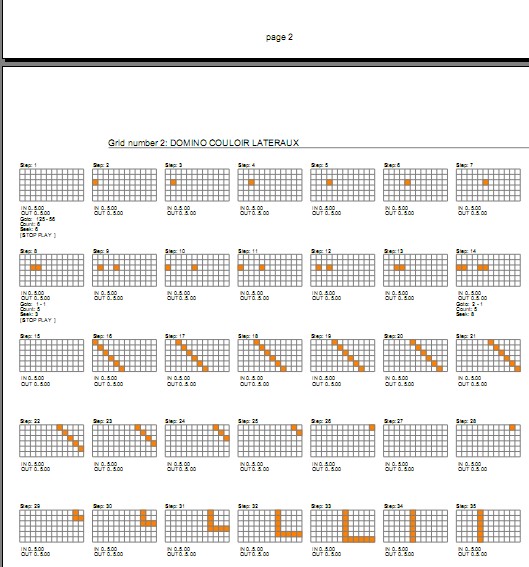 page 2
Grid number 2: DOMINO COULOIR LATERAUX
Step: 1 Step: 2 Step: 3 Step: 4 Step: 5 Step: 6 Step: 7
IN 0..5.00 IN 0..5.00 IN 0..5.00 IN 0..5.00 IN 0..5.00 IN 0..5.00 IN 0..5.00
OUT 0..5.00 OUT 0..5.00 OUT 0..5.00 OUT 0..5.00 OUT 0..5.00 OUT 0..5.00 OUT 0..5.00
Goto: 125 - 56
Count: 6
Seek: 6
[STOP PLAY ]
Step: 8 Step: 9 Step: 10 Step: 11 Step: 12 Step: 13 Step: 14
IN 0..5.00 IN 0..5.00 IN 0..5.00 IN 0..5.00 IN 0..5.00 IN 0..5.00 IN 0..5.00
OUT 0..5.00 OUT 0..5.00 OUT 0..5.00 OUT 0..5.00 OUT 0..5.00 OUT 0..5.00 OUT 0..5.00
Goto: 1 - 1 Goto: 2 - 1
Count: 5 Count: 5
Seek: 3 Seek: 8
[STOP PLAY ]
Step: 15 Step: 16 Step: 17 Step: 18 Step: 19 Step: 20 Step: 21
IN 0..5.00 IN 0..5.00 IN 0..5.00 IN 0..5.00 IN 0..5.00 IN 0..5.00 IN 0..5.00
OUT 0..5.00 OUT 0..5.00 OUT 0..5.00 OUT 0..5.00 OUT 0..5.00 OUT 0..5.00 OUT 0..5.00
Step: 22 Step: 23 Step: 24 Step: 25 Step: 26 Step: 27 Step: 28
IN 0..5.00 IN 0..5.00 IN 0..5.00 IN 0..5.00 IN 0..5.00 IN 0..5.00 IN 0..5.00
OUT 0..5.00 OUT 0..5.00 OUT 0..5.00 OUT 0..5.00 OUT 0..5.00 OUT 0..5.00 OUT 0..5.00
Step: 29 Step: 30 Step: 31 Step: 32 Step: 33 Step: 34 Step: 35
IN 0..5.00 IN 0..5.00 IN 0..5.00 IN 0..5.00 IN 0..5.00 IN 0..5.00 IN 0..5.00
OUT 0..5.00 OUT 0..5.00 OUT 0..5.00 OUT 0..5.00 OUT 0..5.00 OUT 0..5.00 OUT 0..5.00